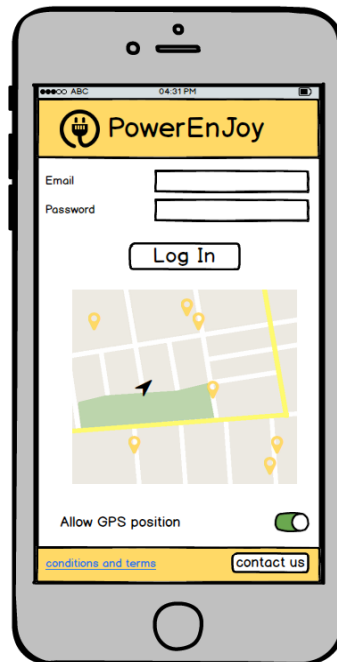 ABC 04:31 PM
PowerEnJoy
Email
Password
Log In
Allow GPS position
conditions and terms contact us